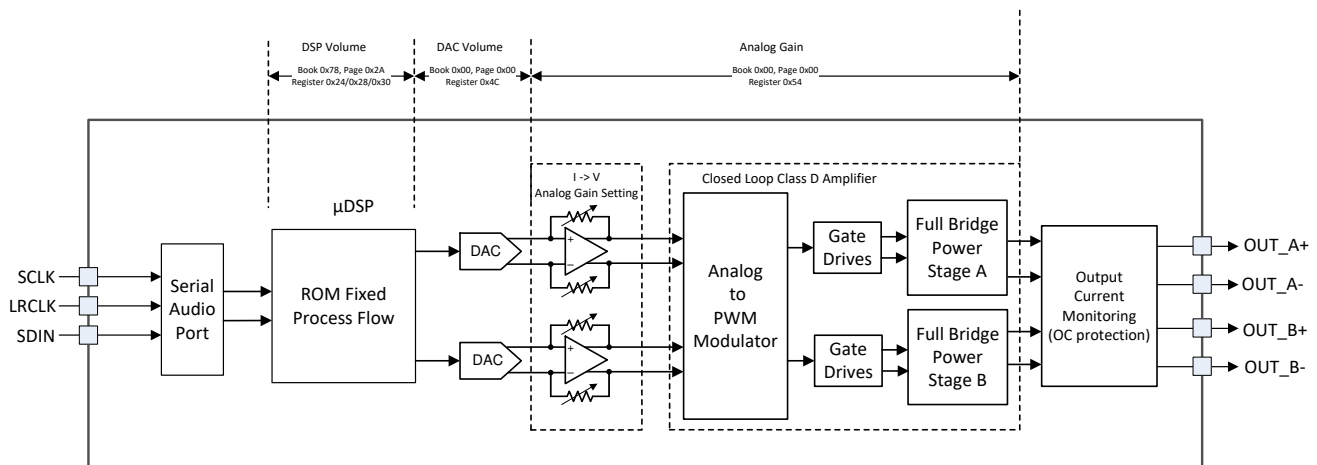 DSP Volume
Book 0x78, Page 0x2A
Register 0x24/0x28/0x30
DAC Volume
Book 0x00, Page 0x00
Register 0x4C
Analog Gain
Book 0x00, Page 0x00
Register 0x54
I -> V
Analog Gain Setting
Closed Loop Class D Amplifier
µDSP
SCLK
LRCLK
SDIN
Serial
Audio
Port
ROM Fixed
Process Flow
DAC
+
−
DAC
+
−
Analog
to
PWM
Modulator
Gate
Drives
Full Bridge
Power
Stage A
Gate
Drives
Full Bridge
Power
Stage B
Output
Current
Monitoring
(OC protection)
OUT_A+
OUT_A-
OUT_B+
OUT_B-